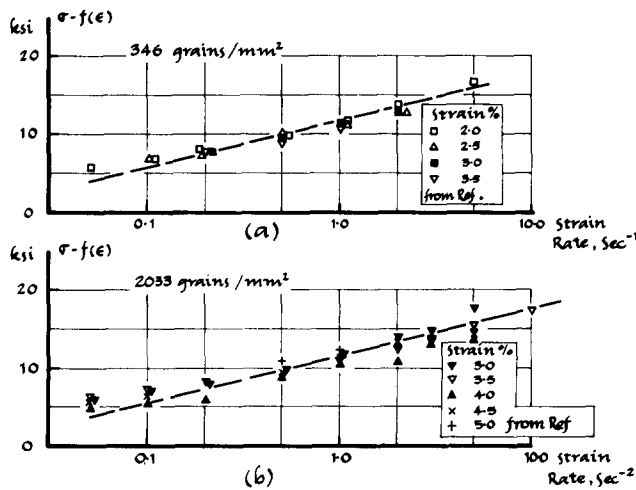 ksi σ-f(ε)
346 grains/mm²
20
10
0
Strain %
□ 2.0
△ 2.5
■ 3.0
▽ 3.5
from Ref.
0.1 1.0 10.0 Strain
(a) Rate, Sec⁻¹
ksi σ-f(ε)
2033 grains/mm²
20
10
0
Strain %
▼ 3.0
▽ 3.5
▲ 4.0
× 4.5
+ 5.0 from Ref
0.1 1.0 10.0 Strain
(b) Rate, Sec⁻²